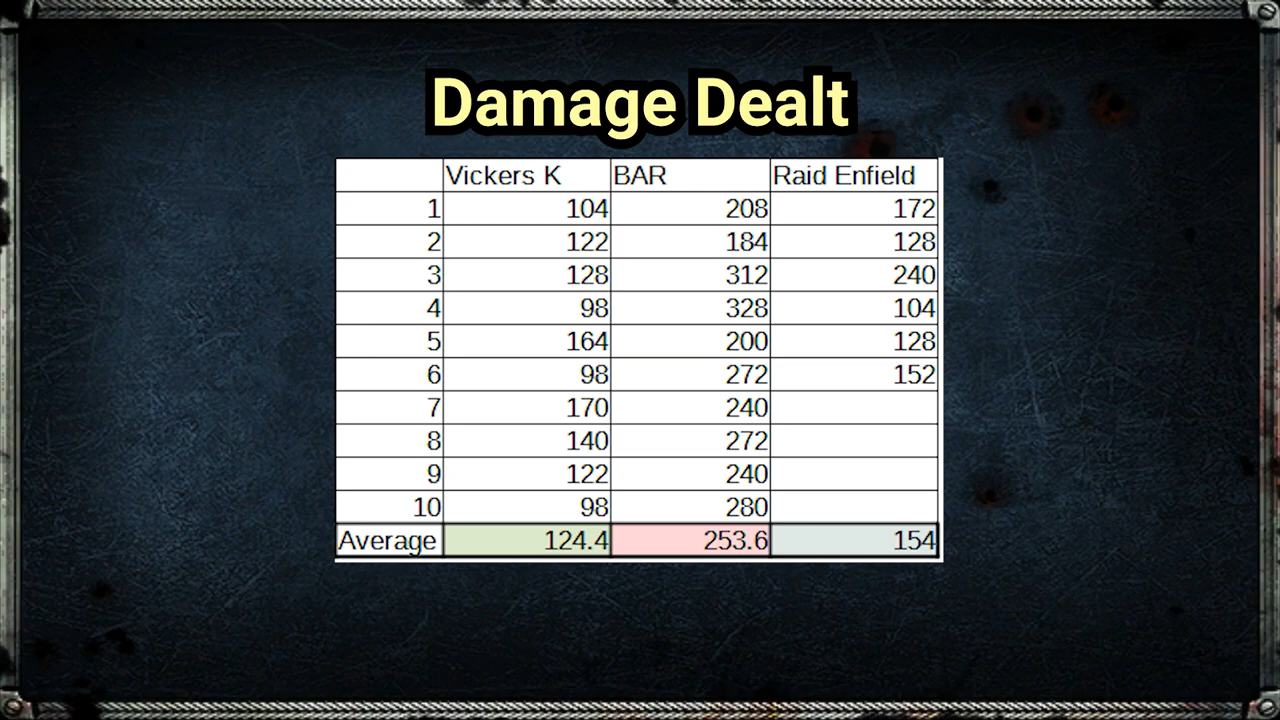 Damage Dealt
Vickers K BAR Raid Enfield
1 104 208 172
2 122 184 128
3 128 312 240
4 98 328 104
5 164 200 128
6 98 272 152
7 170 240
8 140 272
9 122 240
10 98 280
Average 124.4 253.6 154